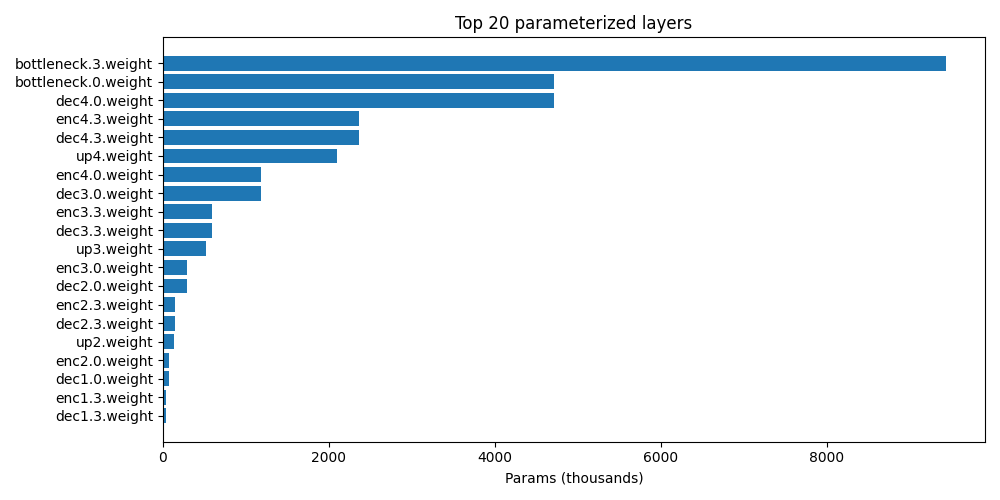 Top 20 parameterized layers
bottleneck.3.weight
bottleneck.0.weight
dec4.0.weight
enc4.3.weight
dec4.3.weight
up4.weight
enc4.0.weight
dec3.0.weight
enc3.3.weight
dec3.3.weight
up3.weight
enc3.0.weight
dec2.0.weight
enc2.3.weight
dec2.3.weight
up2.weight
enc2.0.weight
dec1.0.weight
enc1.3.weight
dec1.3.weight
0 2000 4000 6000 8000
Params (thousands)